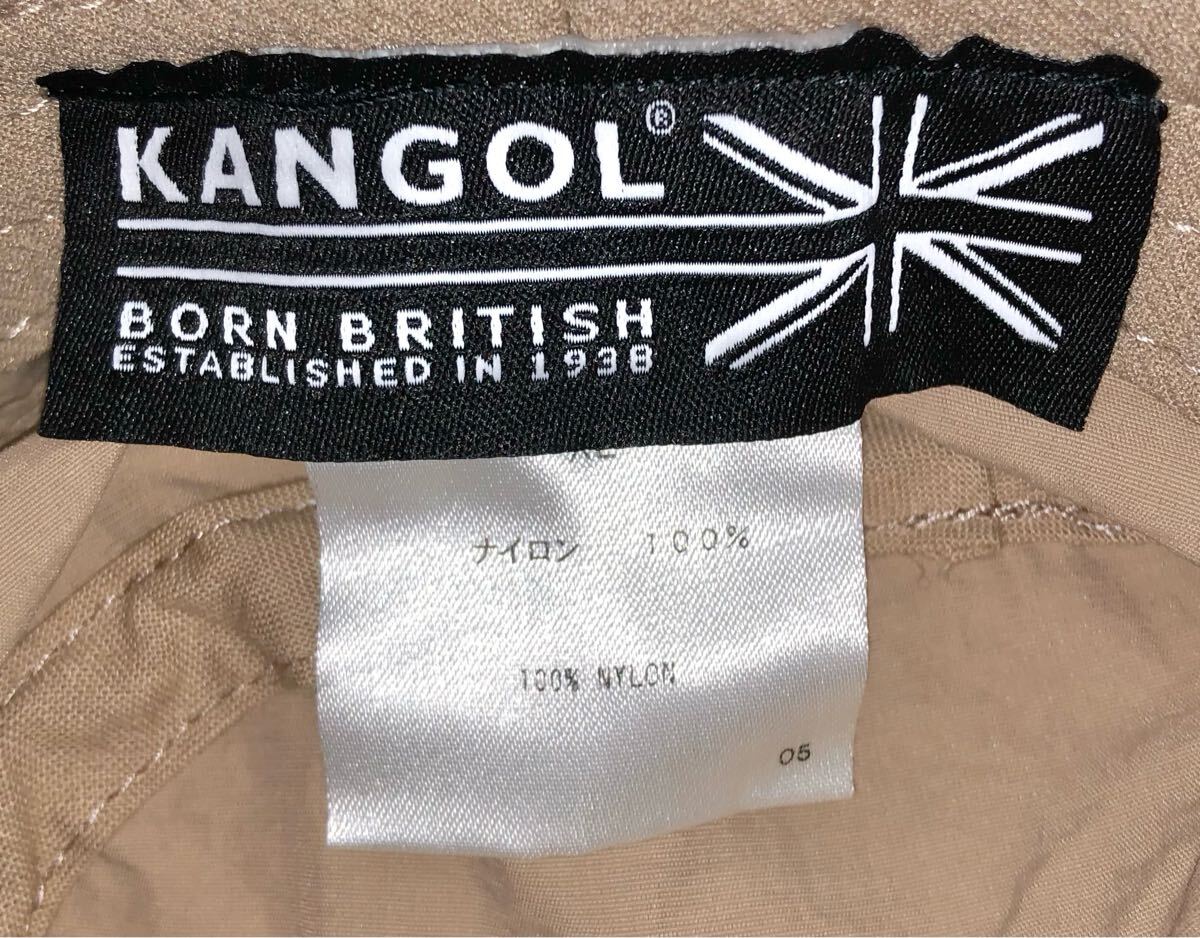 KANGOL®
BORN BRITISH
ESTABLISHED IN 1938
ナイロン 100%
100% NYLON
05